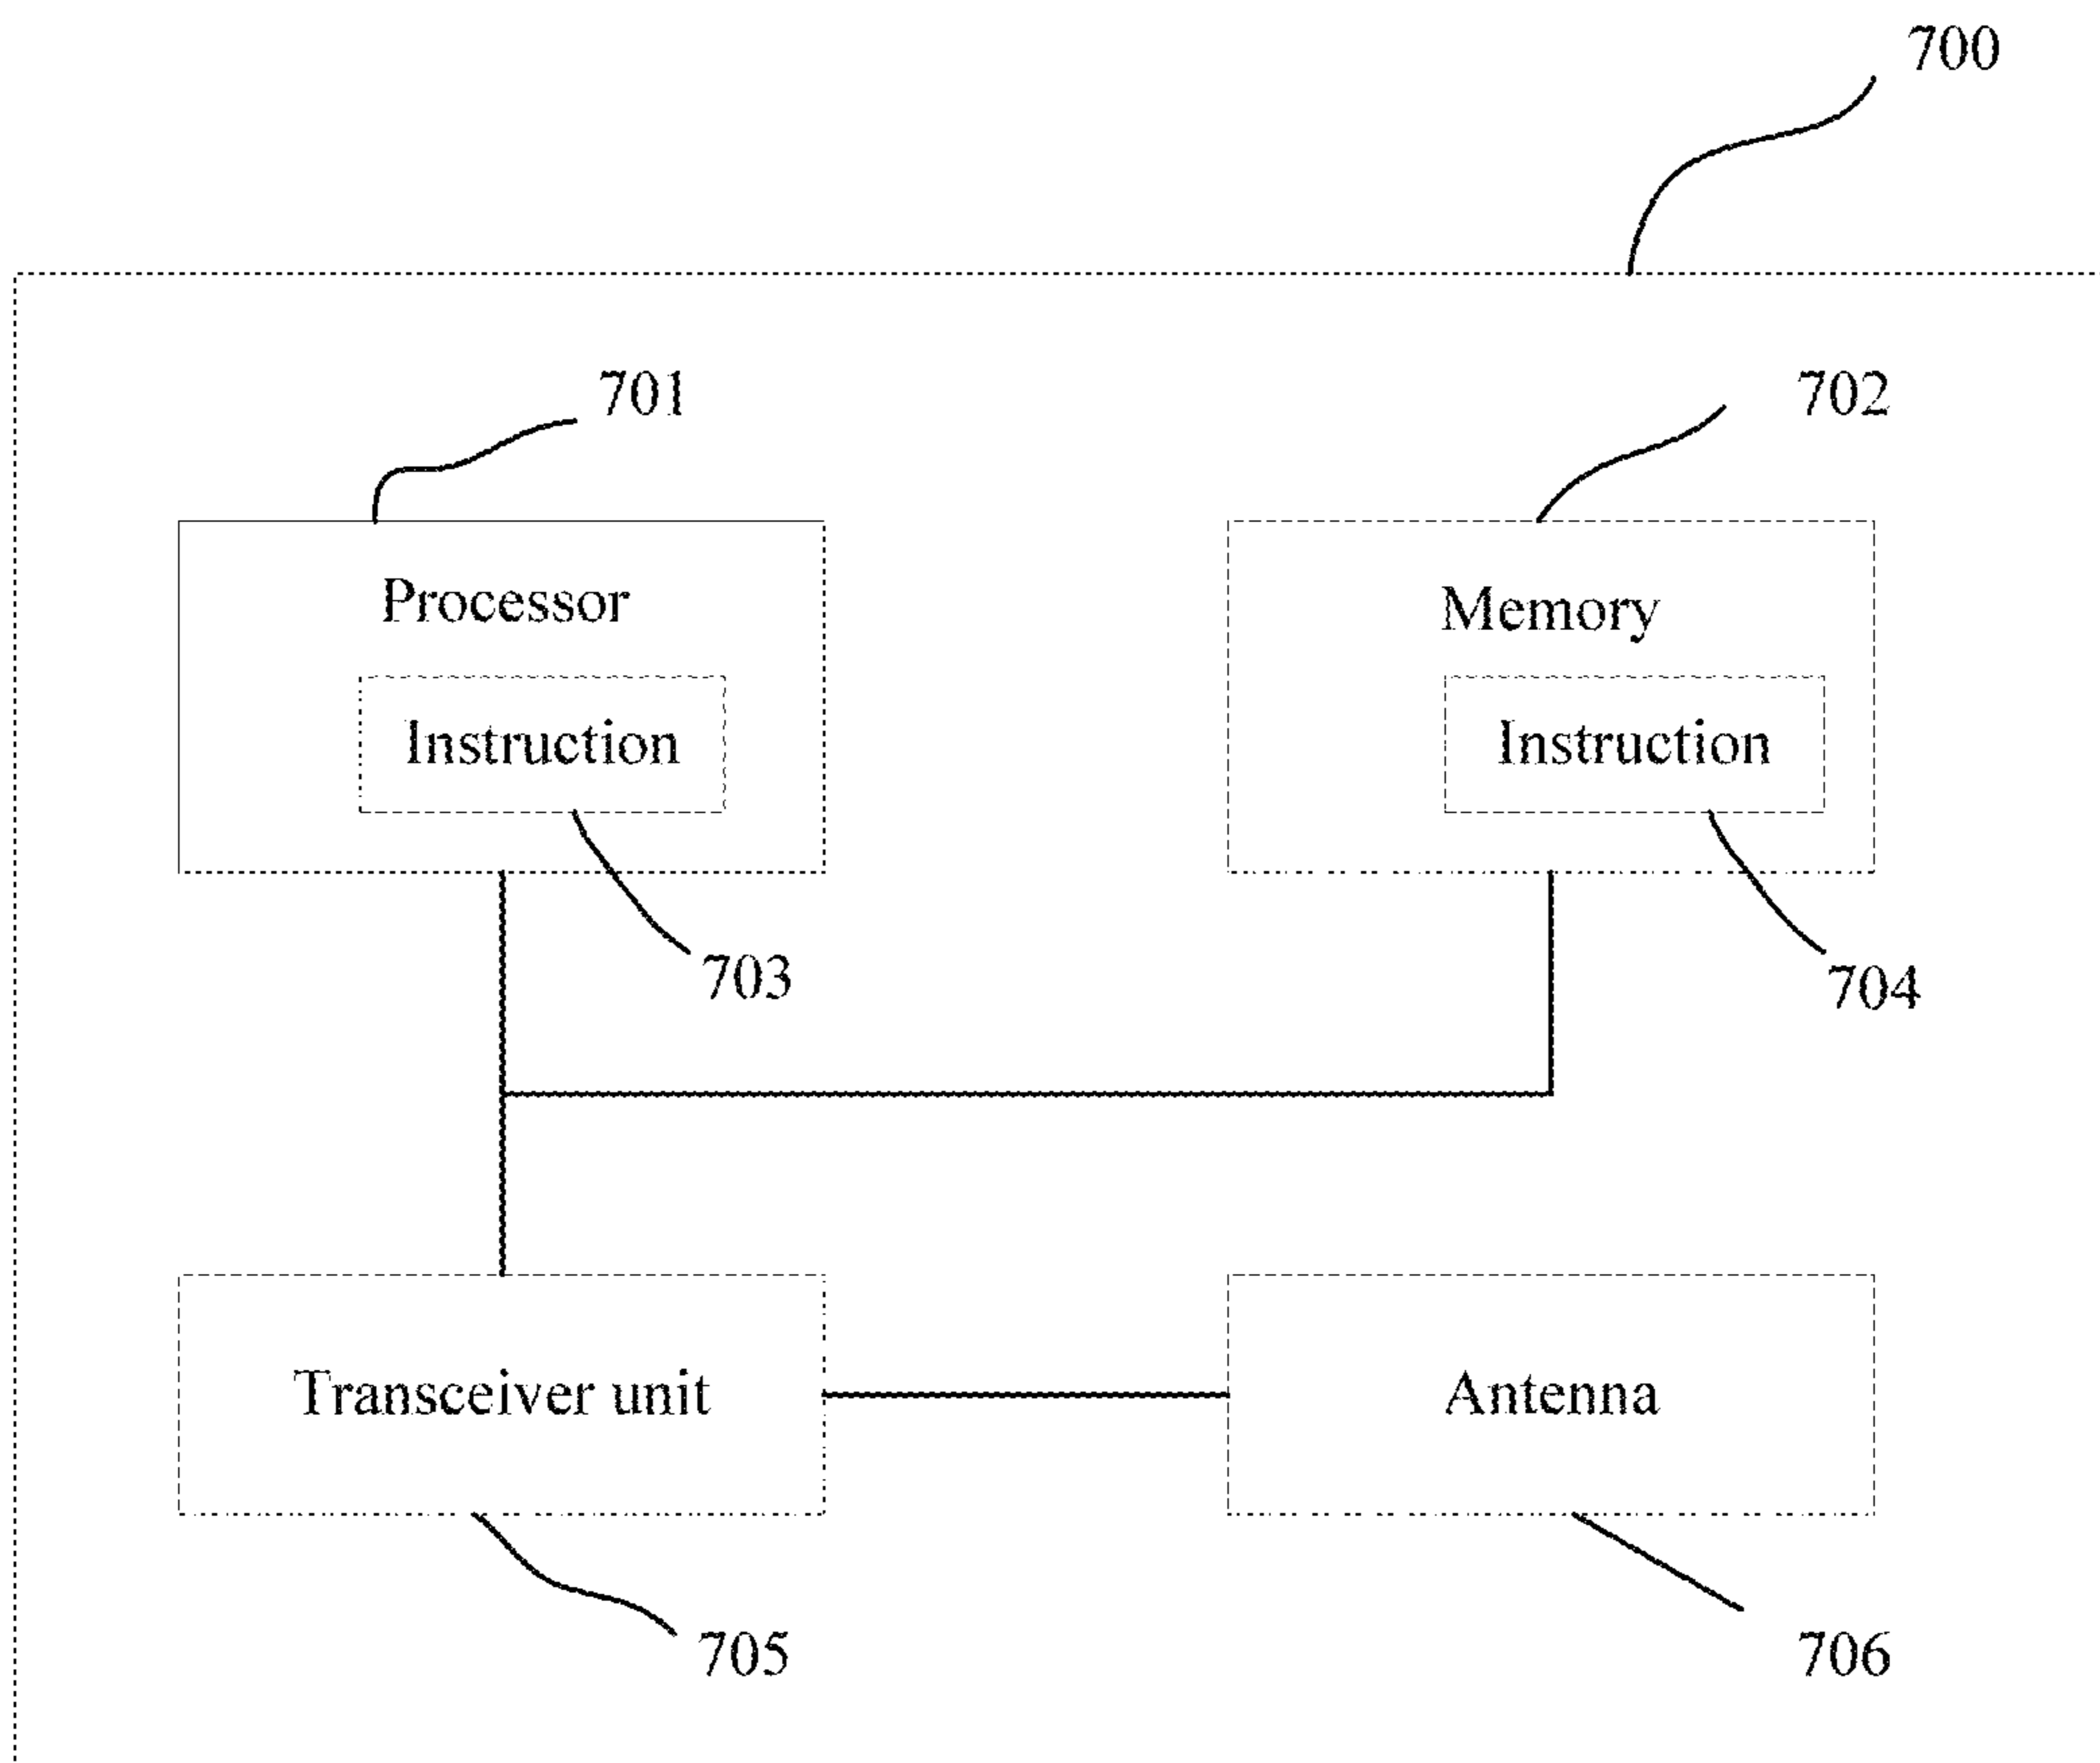 700
701
702
Processor
Memory
Instruction
Instruction
703
704
Transceiver unit
Antenna
705
706